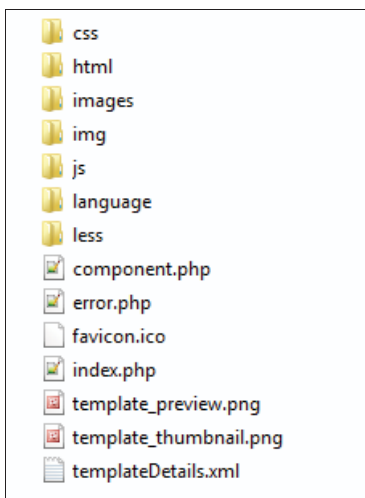 css
html
images
img
js
language
less
component.php
error.php
favicon.ico
index.php
template_preview.png
template_thumbnail.png
templateDetails.xml